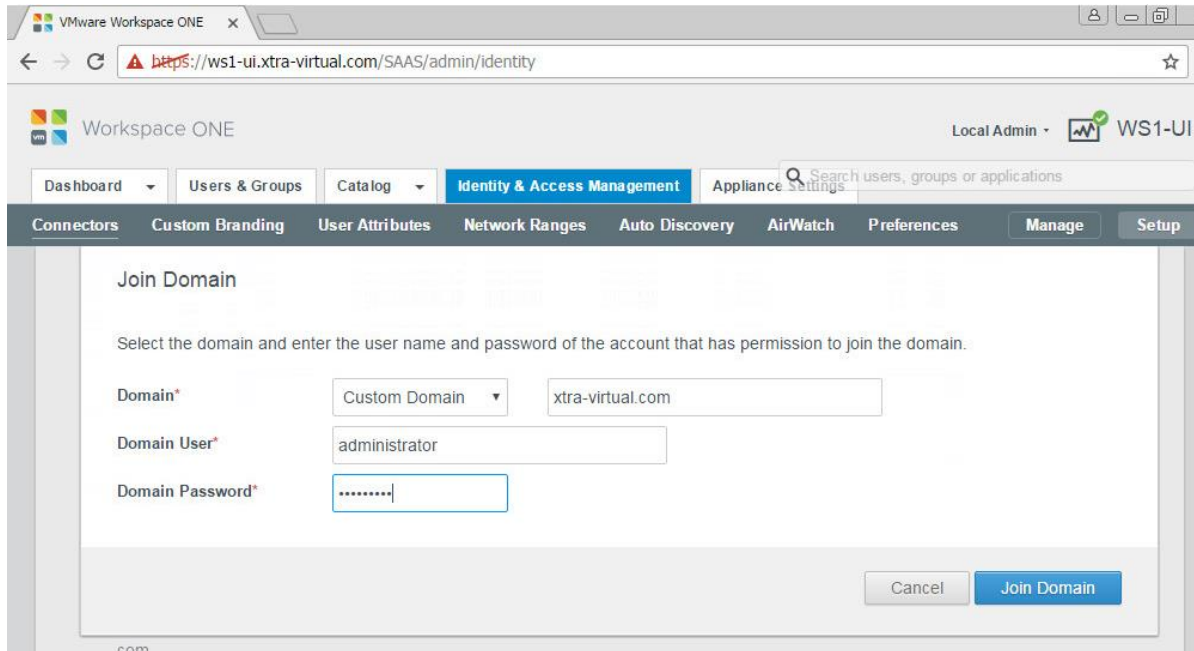 VMware Workspace ONE
https://ws1-ui.xtra-virtual.com/SAAS/admin/identity
vm Workspace ONE
Local Admin WS1-UI
Dashboard Users & Groups Catalog Identity & Access Management Appliance Settings Search users, groups or applications
Connectors Custom Branding User Attributes Network Ranges Auto Discovery AirWatch Preferences Manage Setup
Join Domain
Select the domain and enter the user name and password of the account that has permission to join the domain.
Domain* Custom Domain xtra-virtual.com
Domain User* administrator
Domain Password* •••••••••
Cancel Join Domain
com